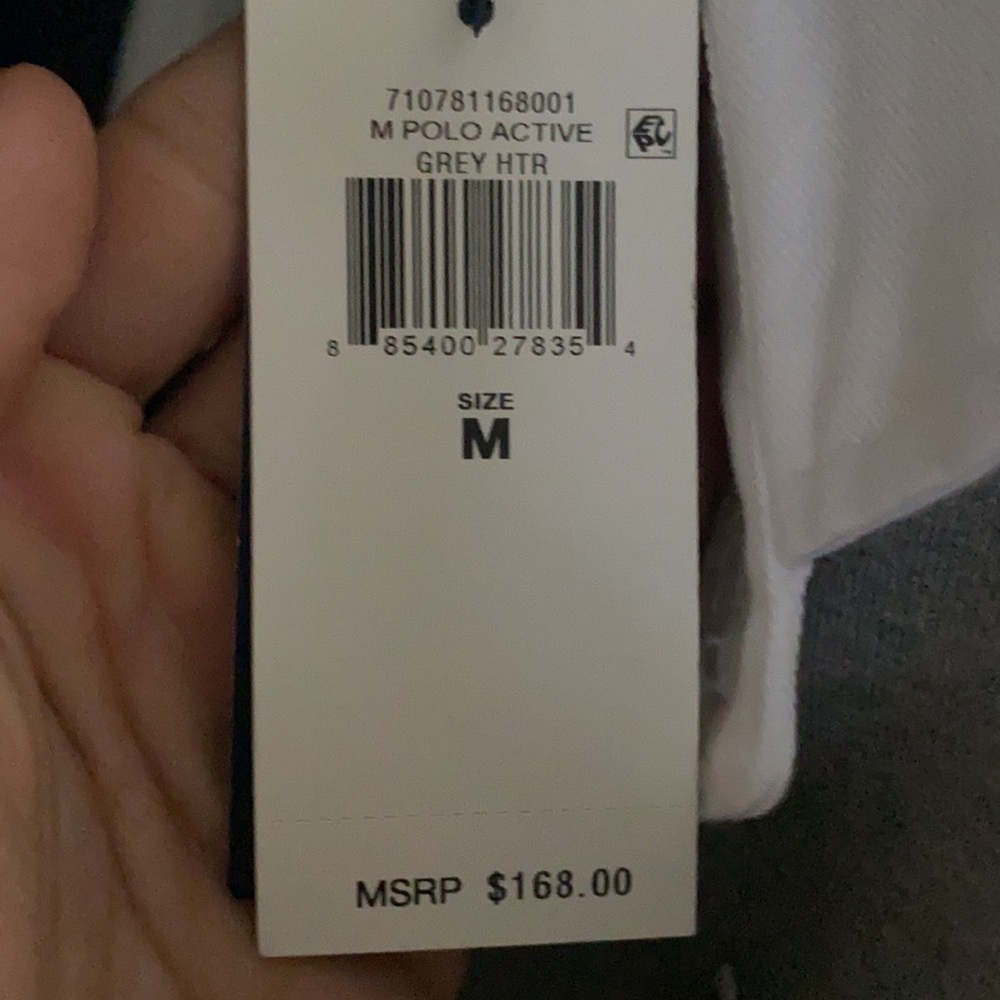 710781168001
M POLO ACTIVE
GREY HTR
8 85400 27835 4
SIZE
M
MSRP $168.00